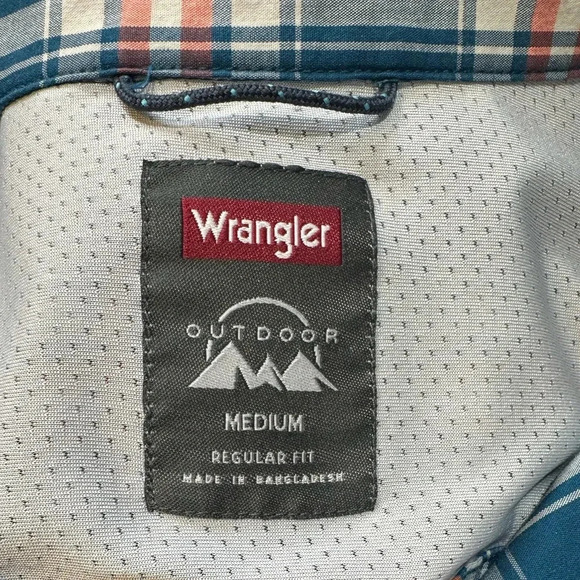 Wrangler
OUTDOOR
MEDIUM
REGULAR FIT
MADE IN BANGLADESH